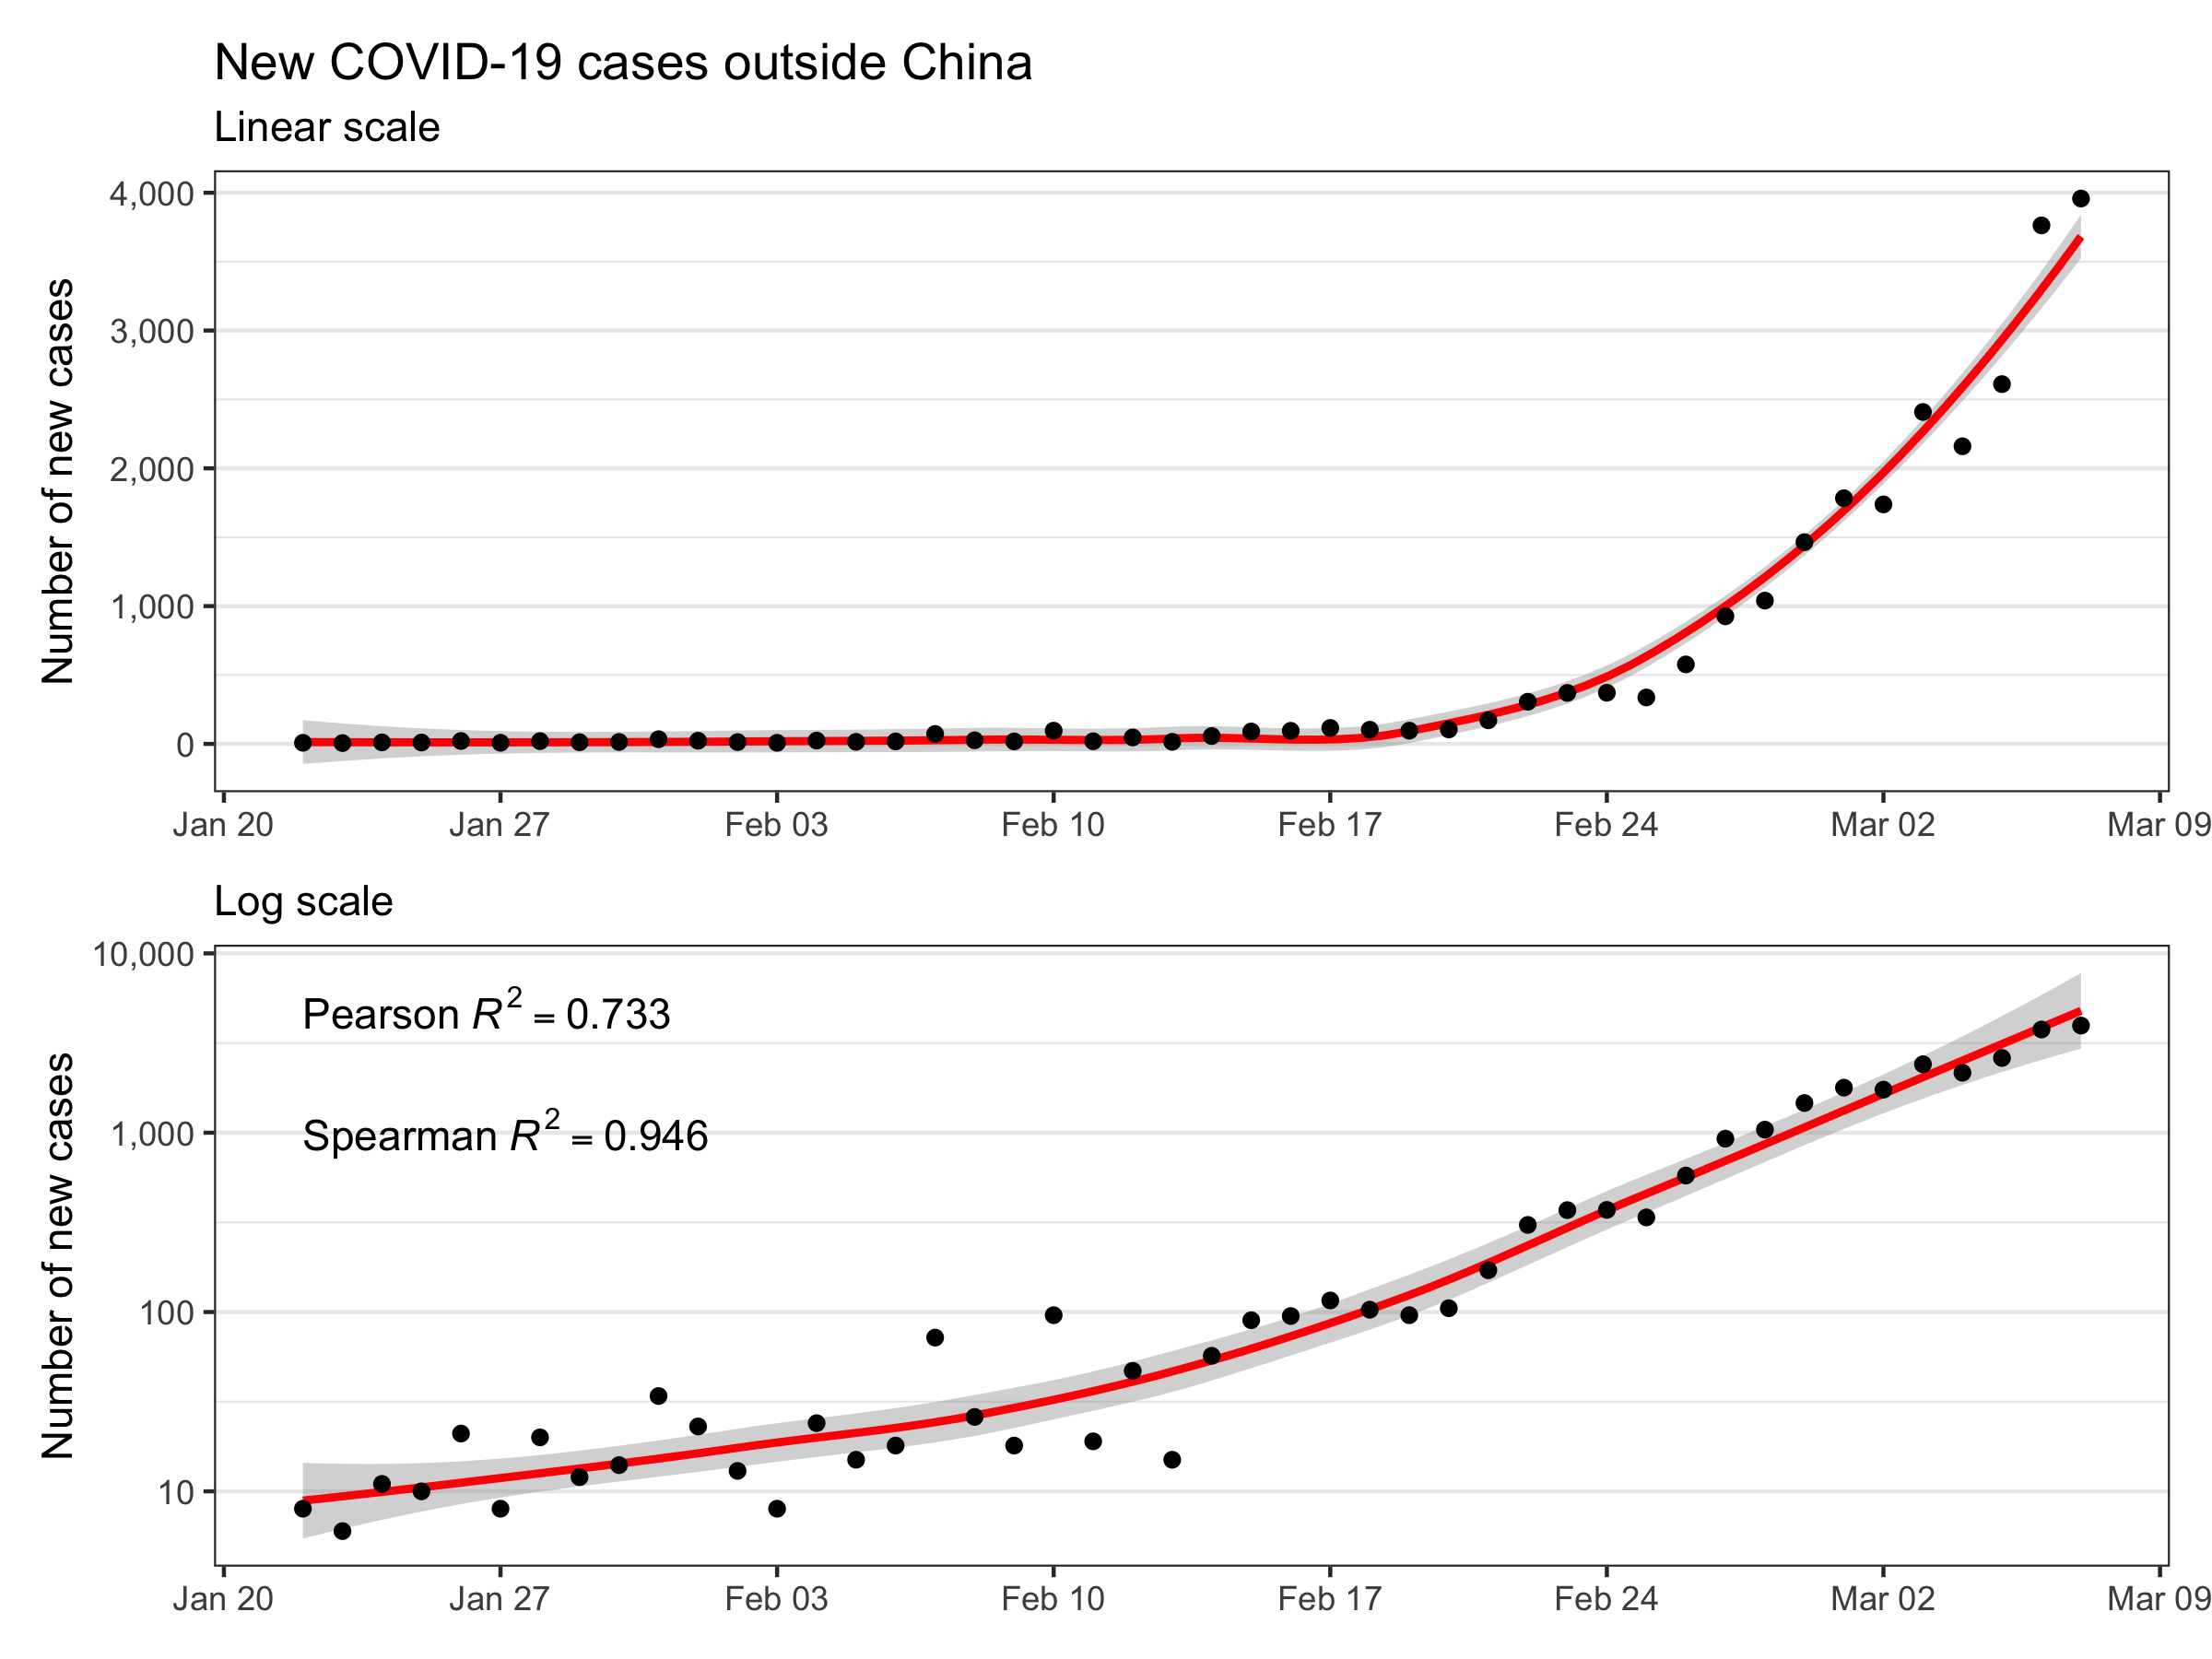 New COVID-19 cases outside China
Linear scale
Number of new cases
4,000
3,000
2,000
1,000
0
Jan 20 Jan 27 Feb 03 Feb 10 Feb 17 Feb 24 Mar 02 Mar 09
Log scale
Number of new cases
10,000
1,000
100
10
Pearson R² = 0.733
Spearman R² = 0.946
Jan 20 Jan 27 Feb 03 Feb 10 Feb 17 Feb 24 Mar 02 Mar 09